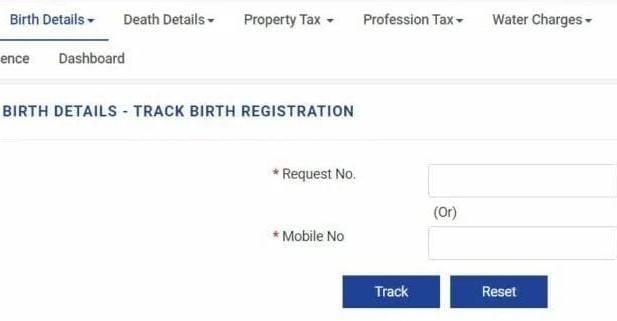 Birth Details Death Details Property Tax Profession Tax Water Charges
ence Dashboard
BIRTH DETAILS - TRACK BIRTH REGISTRATION
* Request No.
(Or)
* Mobile No
Track Reset